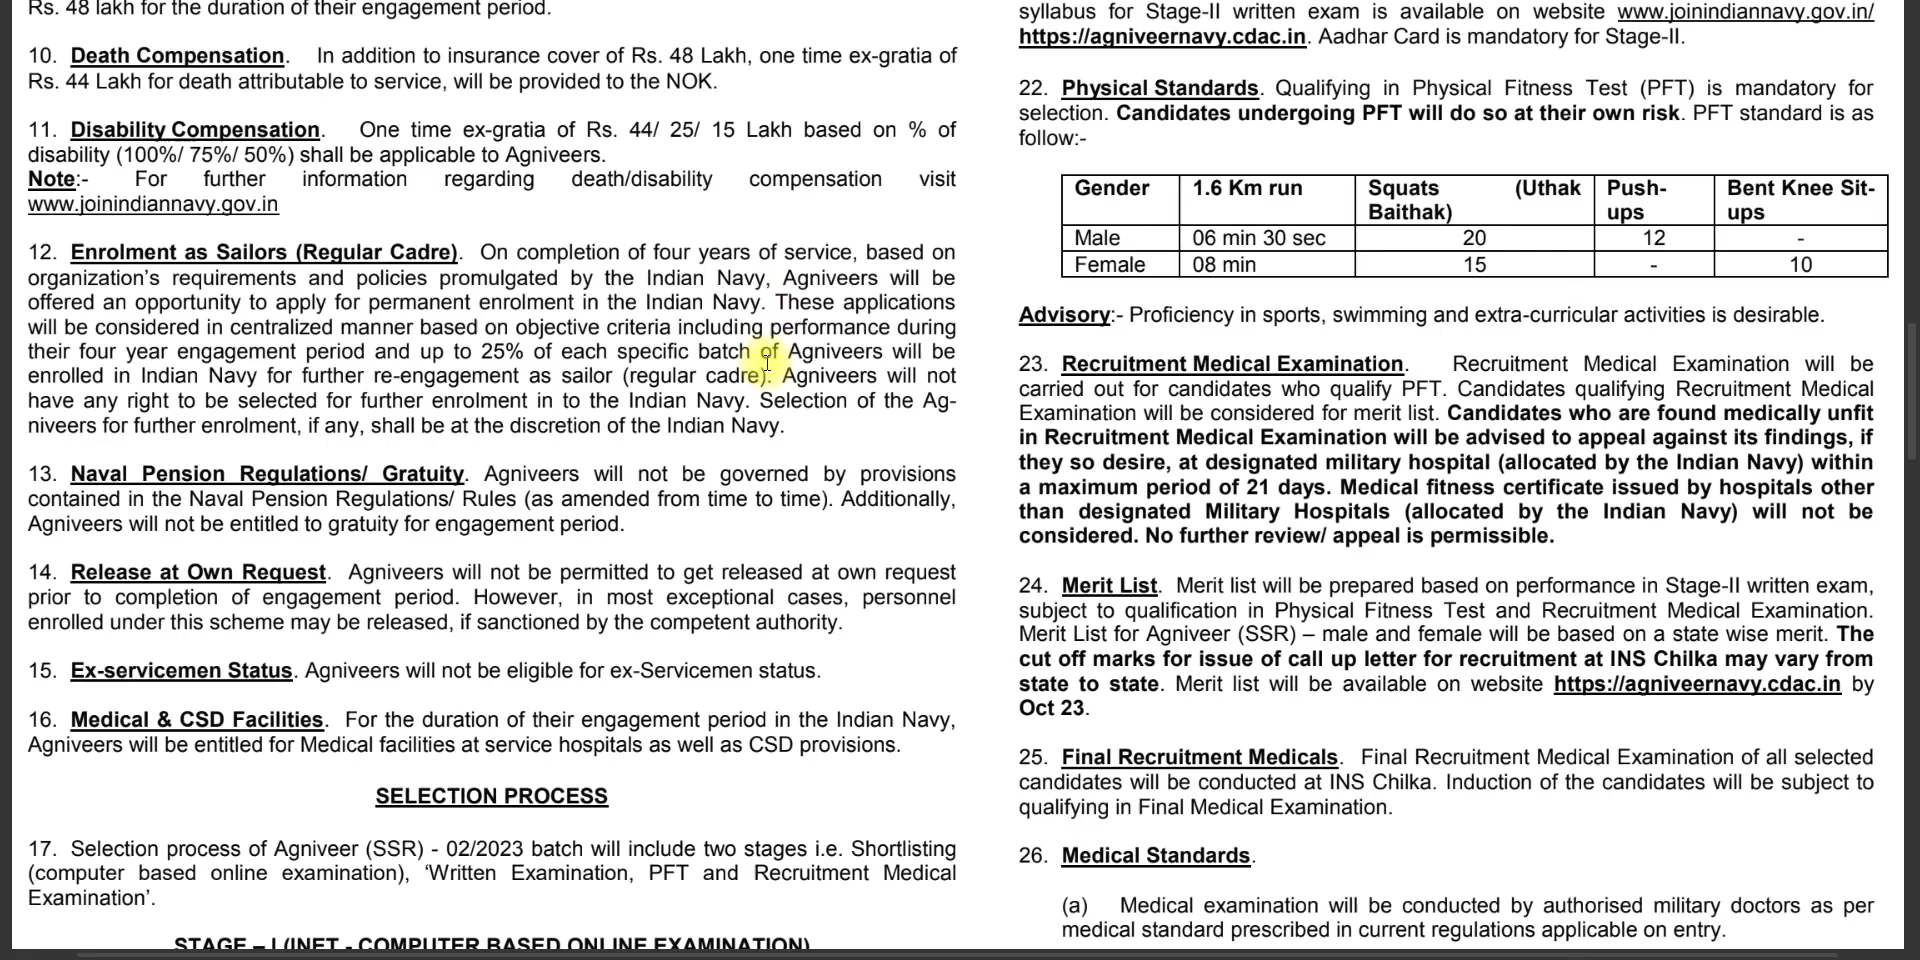 Rs. 48 lakh for the duration of their engagement period.
10. Death Compensation. In addition to insurance cover of Rs. 48 Lakh, one time ex-gratia of
Rs. 44 Lakh for death attributable to service, will be provided to the NOK.
11. Disability Compensation. One time ex-gratia of Rs. 44/ 25/ 15 Lakh based on % of
disability (100%/ 75%/ 50%) shall be applicable to Agniveers.
Note:- For further information regarding death/disability compensation visit
www.joinindiannavy.gov.in
12. Enrolment as Sailors (Regular Cadre). On completion of four years of service, based on
organization's requirements and policies promulgated by the Indian Navy, Agniveers will be
offered an opportunity to apply for permanent enrolment in the Indian Navy. These applications
will be considered in centralized manner based on objective criteria including performance during
their four year engagement period and up to 25% of each specific batch of Agniveers will be
enrolled in Indian Navy for further re-engagement as sailor (regular cadre). Agniveers will not
have any right to be selected for further enrolment in to the Indian Navy. Selection of the Ag-
niveers for further enrolment, if any, shall be at the discretion of the Indian Navy.
13. Naval Pension Regulations/ Gratuity. Agniveers will not be governed by provisions
contained in the Naval Pension Regulations/ Rules (as amended from time to time). Additionally,
Agniveers will not be entitled to gratuity for engagement period.
14. Release at Own Request. Agniveers will not be permitted to get released at own request
prior to completion of engagement period. However, in most exceptional cases, personnel
enrolled under this scheme may be released, if sanctioned by the competent authority.
15. Ex-servicemen Status. Agniveers will not be eligible for ex-Servicemen status.
16. Medical & CSD Facilities. For the duration of their engagement period in the Indian Navy,
Agniveers will be entitled for Medical facilities at service hospitals as well as CSD provisions.
SELECTION PROCESS
17. Selection process of Agniveer (SSR) - 02/2023 batch will include two stages i.e. Shortlisting
(computer based online examination), ‘Written Examination, PFT and Recruitment Medical
Examination’.
STAGE – I (INET - COMPUTER BASED ONLINE EXAMINATION)
syllabus for Stage-II written exam is available on website www.joinindiannavy.gov.in/
https://agniveernavy.cdac.in. Aadhar Card is mandatory for Stage-II.
22. Physical Standards. Qualifying in Physical Fitness Test (PFT) is mandatory for
selection. Candidates undergoing PFT will do so at their own risk. PFT standard is as
follow:-
Gender 1.6 Km run Squats (Uthak Baithak) Push-ups Bent Knee Sit-ups
Male 06 min 30 sec 20 12 -
Female 08 min 15 - 10
Advisory:- Proficiency in sports, swimming and extra-curricular activities is desirable.
23. Recruitment Medical Examination. Recruitment Medical Examination will be
carried out for candidates who qualify PFT. Candidates qualifying Recruitment Medical
Examination will be considered for merit list. Candidates who are found medically unfit
in Recruitment Medical Examination will be advised to appeal against its findings, if
they so desire, at designated military hospital (allocated by the Indian Navy) within
a maximum period of 21 days. Medical fitness certificate issued by hospitals other
than designated Military Hospitals (allocated by the Indian Navy) will not be
considered. No further review/ appeal is permissible.
24. Merit List. Merit list will be prepared based on performance in Stage-II written exam,
subject to qualification in Physical Fitness Test and Recruitment Medical Examination.
Merit List for Agniveer (SSR) – male and female will be based on a state wise merit. The
cut off marks for issue of call up letter for recruitment at INS Chilka may vary from
state to state. Merit list will be available on website https://agniveernavy.cdac.in by
Oct 23.
25. Final Recruitment Medicals. Final Recruitment Medical Examination of all selected
candidates will be conducted at INS Chilka. Induction of the candidates will be subject to
qualifying in Final Medical Examination.
26. Medical Standards.
(a) Medical examination will be conducted by authorised military doctors as per
medical standard prescribed in current regulations applicable on entry.